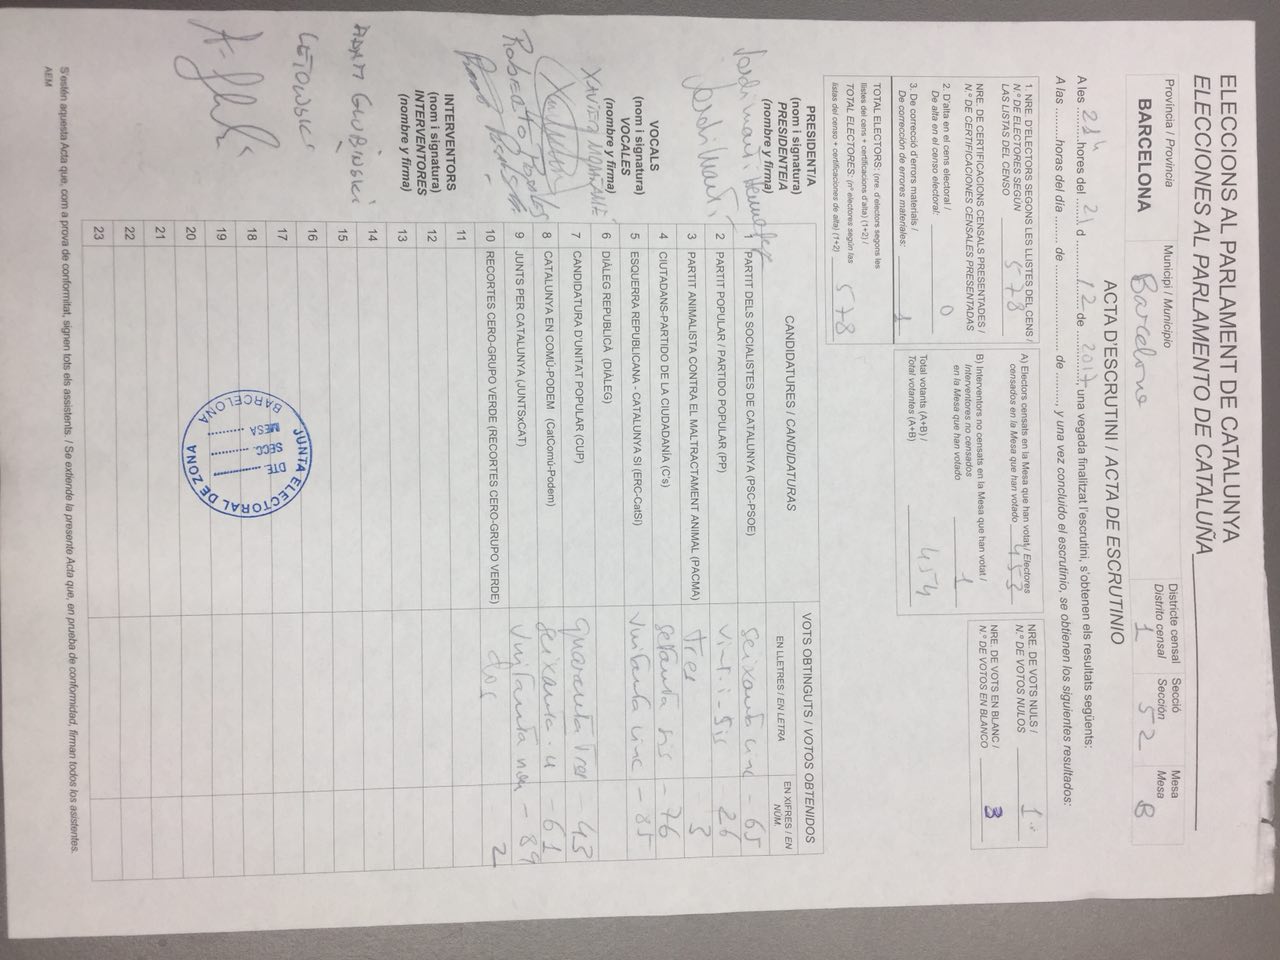 ELECCIONS AL PARLAMENT DE CATALUNYA
ELECCIONES AL PARLAMENTO DE CATALUÑA
Província / Provincia
BARCELONA
Municipi / Municipio
Barcelona
Districte censal
Distrito censal
1
Secció
Sección
52
Mesa
Mesa
B
ACTA D'ESCRUTINI / ACTA DE ESCRUTINIO
A les 21h hores del 21 d 12 de 2017, una vegada finalitzat l'escrutini, s'obtenen els resultats següents:
A las ......... horas del día ......... de ........................ de ........, y una vez concluido el escrutinio, se obtienen los siguientes resultados:
1. NRE. D'ELECTORS SEGONS LES LLISTES DEL CENS /
N.º DE ELECTORES SEGÚN
LAS LISTAS DEL CENSO 578
NRE. DE CERTIFICACIONS CENSALS PRESENTADES /
N.º DE CERTIFICACIONES CENSALES PRESENTADAS
2. D'alta en el cens electoral /
De alta en el censo electoral: 0
3. De correcció d'errors materials /
De corrección de errores materiales: 1
TOTAL ELECTORS: (nre. d'electors segons les
llistes del cens + certificacions d'alta) (1+2) /
TOTAL ELECTORES: (nº electores según las
listas del censo + certificaciones de alta) (1+2) 578
A) Electors censats en la Mesa que han votat / Electores
censados en la Mesa que han votado 453
B) Interventors no censats en la Mesa que han votat /
Interventores no censados
en la Mesa que han votado 1
Total votants (A+B) /
Total votantes (A+B) 454
NRE. DE VOTS NULS /
N.º DE VOTOS NULOS 1
NRE. DE VOTS EN BLANC /
N.º DE VOTOS EN BLANCO 3
PRESIDENT/A
(nom i signatura)
PRESIDENTE/A
(nombre y firma)
VOCALS
(nom i signatura)
VOCALES
(nombre y firma)
XAVIER
ROBERTO
INTERVENTORS
(nom i signatura)
INTERVENTORES
(nombre y firma)
ADAM
CANDIDATURES / CANDIDATURAS
VOTS OBTINGUTS / VOTOS OBTENIDOS
EN LLETRES / EN LETRA
EN XIFRES / EN NÚM.
1 PARTIT DELS SOCIALISTES DE CATALUNYA (PSC-PSOE) seixanta cinc - 65
2 PARTIT POPULAR / PARTIDO POPULAR (PP) vint-i-sis - 26
3 PARTIT ANIMALISTA CONTRA EL MALTRACTAMENT ANIMAL (PACMA) tres - 3
4 CIUTADANS-PARTIDO DE LA CIUDADANÍA (C's) setanta sis - 76
5 ESQUERRA REPUBLICANA - CATALUNYA SÍ (ERC-CatSí) vuitanta cinc - 85
6 DIÀLEG REPUBLICÀ (DIÀLEG)
7 CANDIDATURA D'UNITAT POPULAR (CUP) quaranta tres - 43
8 CATALUNYA EN COMÚ-PODEM (CatComú-Podem) seixanta-u - 61
9 JUNTS PER CATALUNYA (JUNTSxCAT) vuitanta nou - 89
10 RECORTES CERO-GRUPO VERDE (RECORTES CERO-GRUPO VERDE) dos 2
11
12
13
14
15
16
17
18
19
20
21
22
23
JUNTA ELECTORAL DE ZONA
DTE.
SECC.
MESA
BARCELONA
S'estén aquesta Acta que, com a prova de conformitat, signen tots els assistents. / Se extiende la presente Acta que, en prueba de conformidad, firman todos los asistentes.
AEM